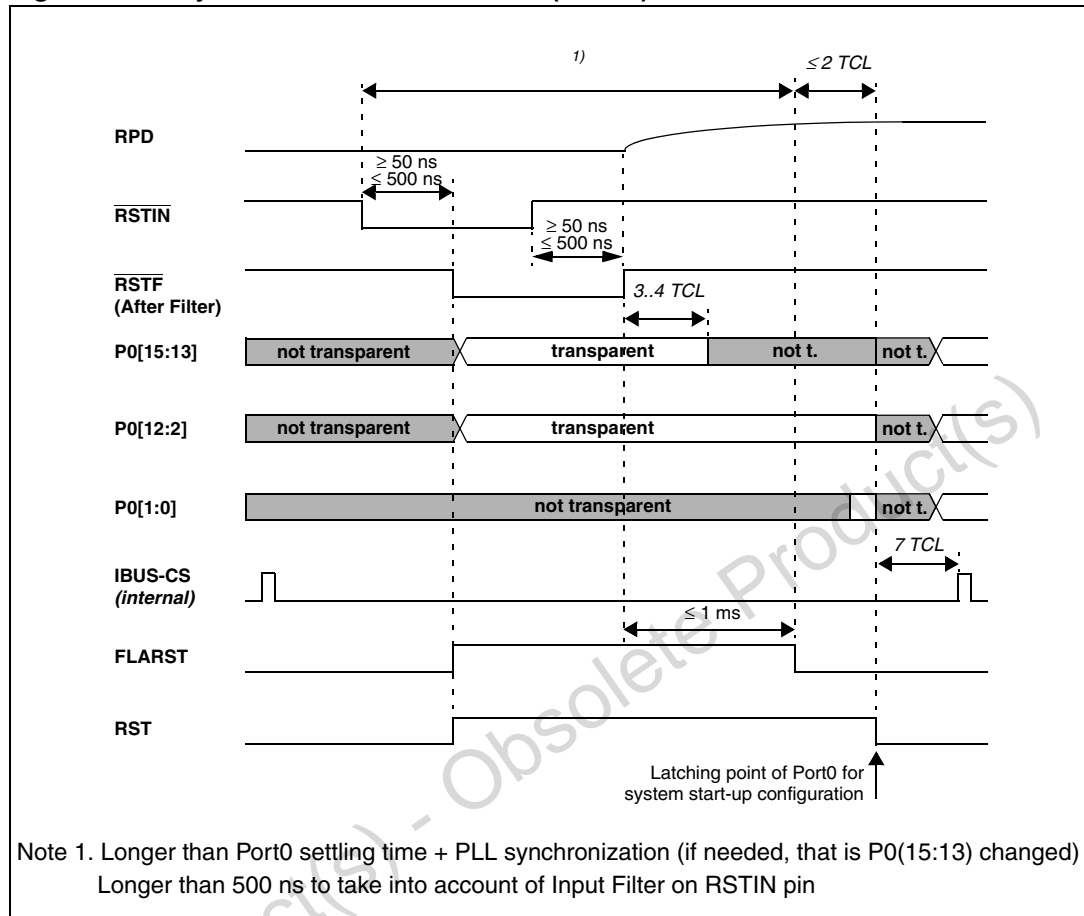 1)
≤ 2 TCL
RPD
≥ 50 ns
≤ 500 ns
RSTIN
≥ 50 ns
≤ 500 ns
RSTF
(After Filter)
3..4 TCL
P0[15:13]
not transparent
transparent
not t.
not t.
P0[12:2]
not transparent
transparent
not t.
P0[1:0]
not transparent
not t.
7 TCL
IBUS-CS
(internal)
≤ 1 ms
FLARST
RST
Latching point of Port0 for
system start-up configuration
Note 1. Longer than Port0 settling time + PLL synchronization (if needed, that is P0(15:13) changed)
Longer than 500 ns to take into account of Input Filter on RSTIN pin
ct(s) - Obsolete Product(s)